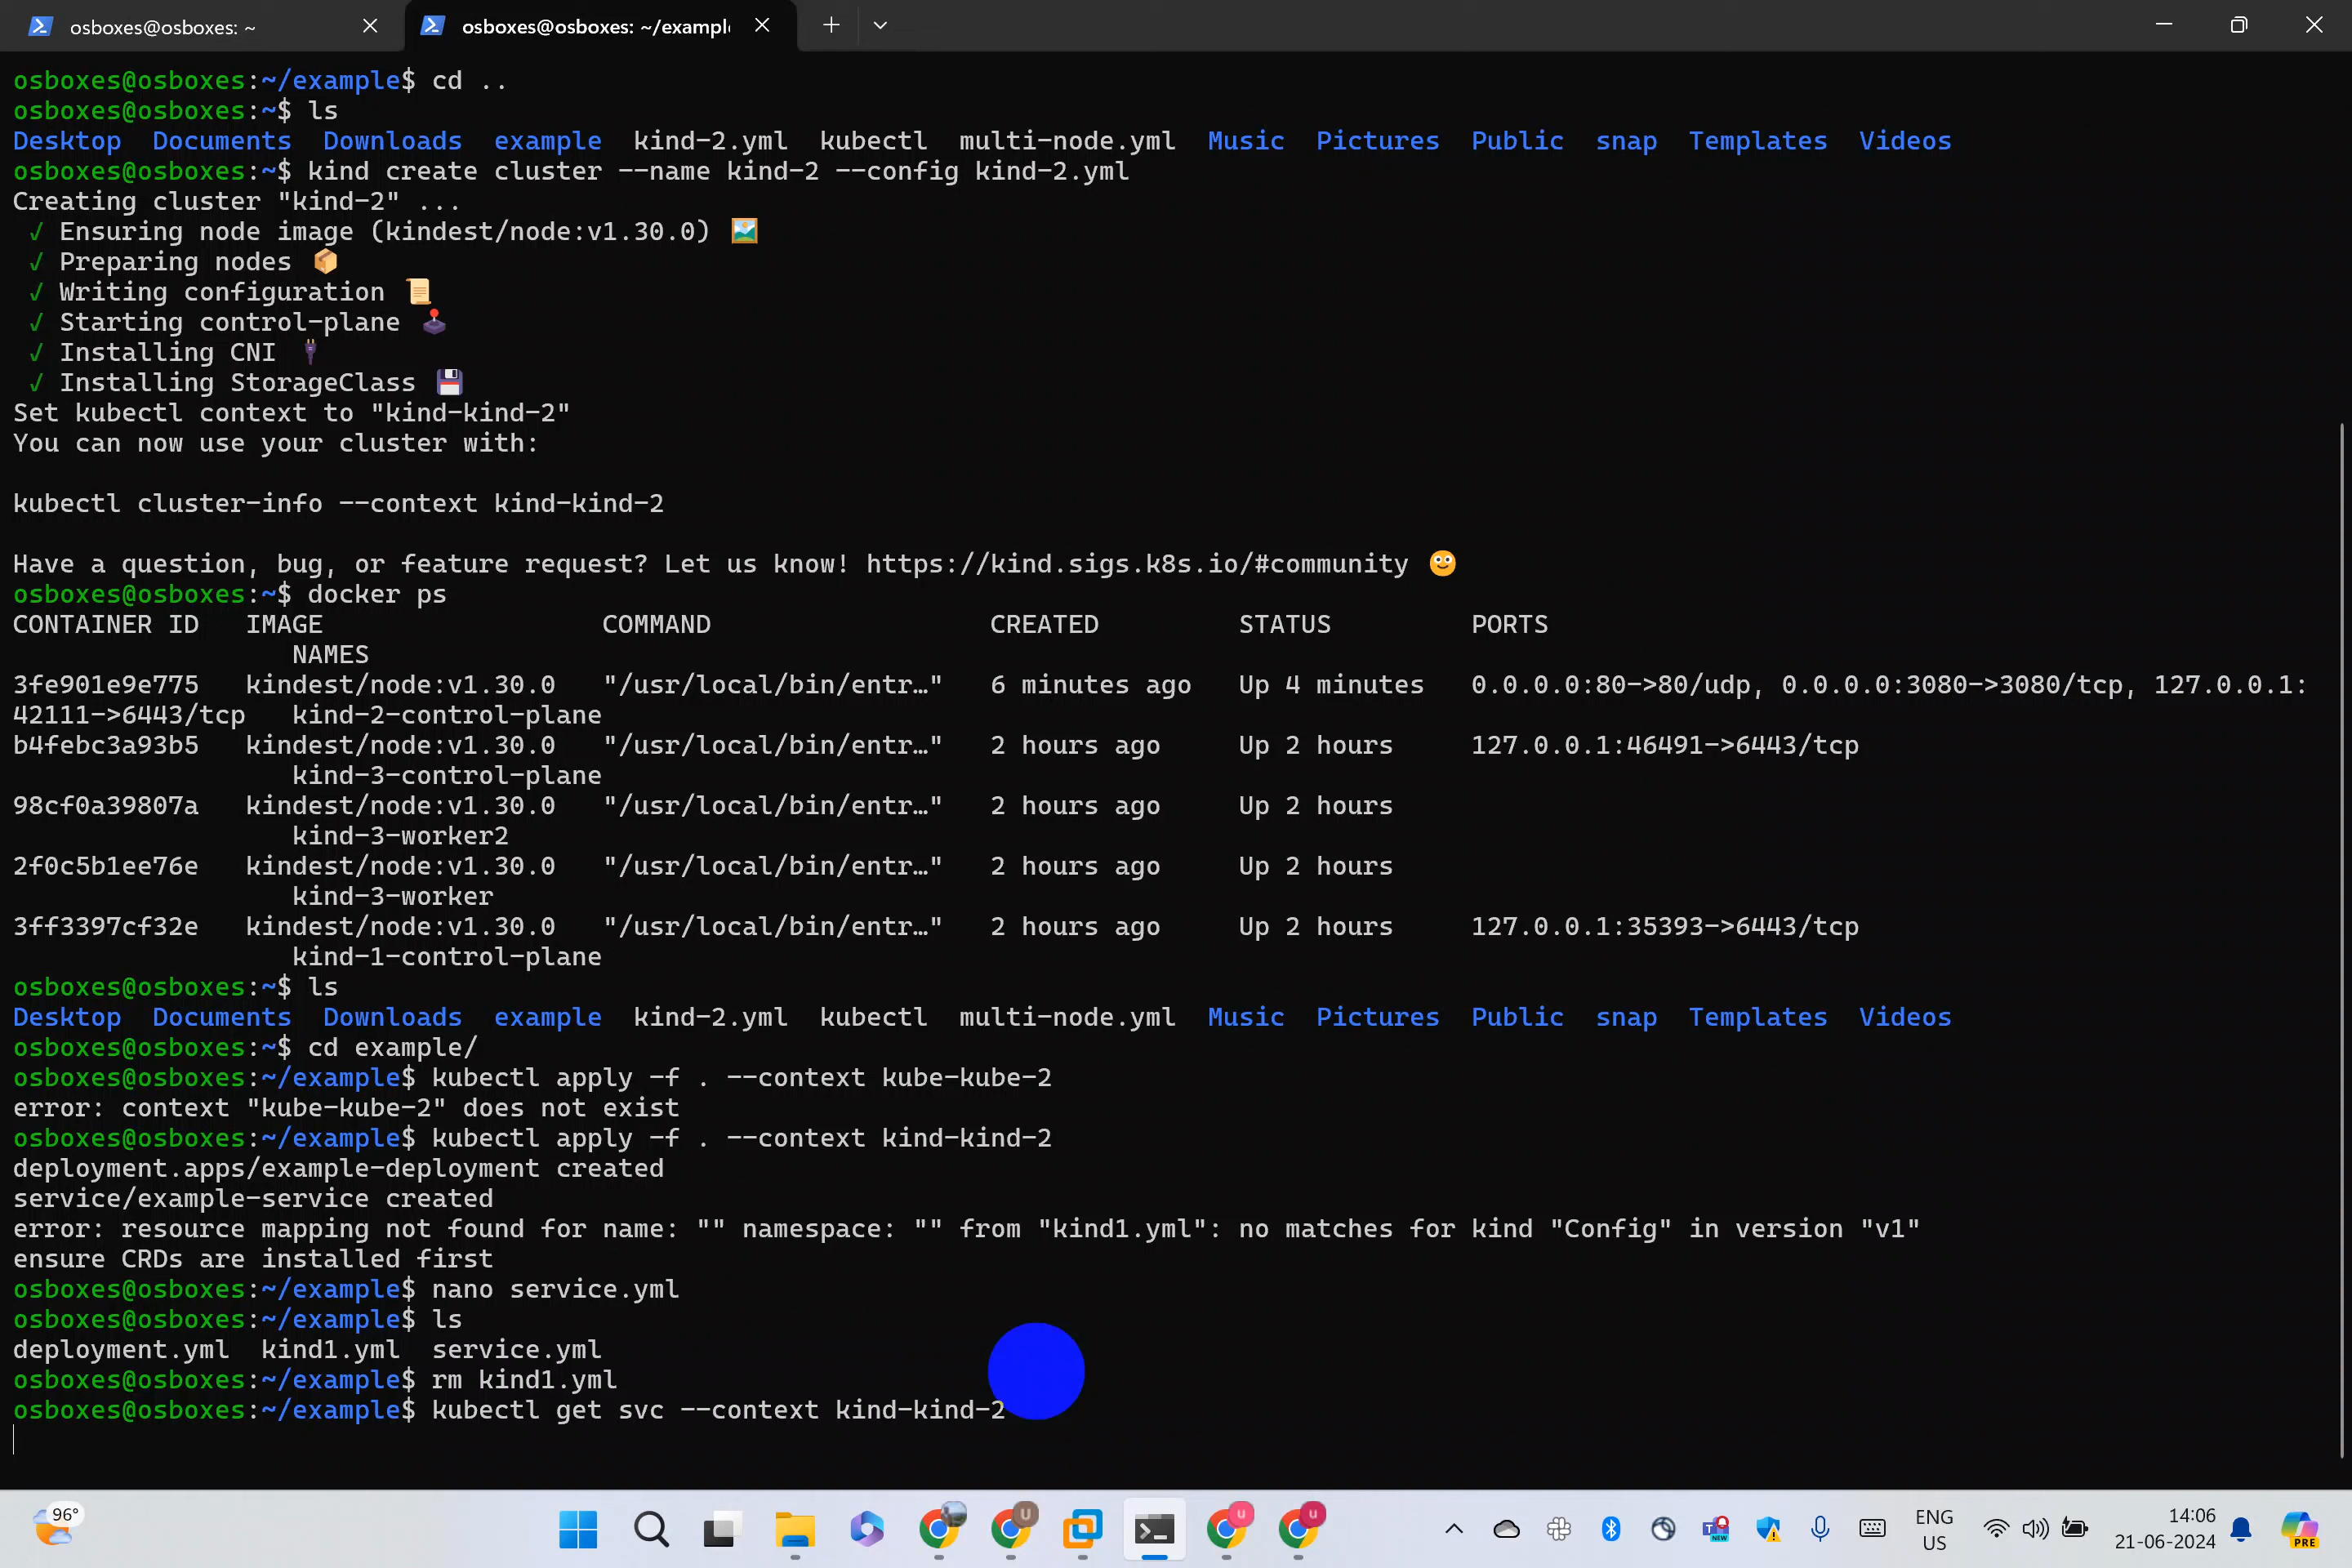 osboxes@osboxes: ~
osboxes@osboxes: ~/example
osboxes@osboxes:~/example$ cd ..
osboxes@osboxes:~$ ls
Desktop  Documents  Downloads  example  kind-2.yml  kubectl  multi-node.yml  Music  Pictures  Public  snap  Templates  Videos
osboxes@osboxes:~$ kind create cluster --name kind-2 --config kind-2.yml
Creating cluster "kind-2" ...
✓ Ensuring node image (kindest/node:v1.30.0) 🖼
✓ Preparing nodes 📦
✓ Writing configuration 📜
✓ Starting control-plane 🕹
✓ Installing CNI 🔌
✓ Installing StorageClass 💾
Set kubectl context to "kind-kind-2"
You can now use your cluster with:
kubectl cluster-info --context kind-kind-2
Have a question, bug, or feature request? Let us know! https://kind.sigs.k8s.io/#community 🙂
osboxes@osboxes:~$ docker ps
CONTAINER ID   IMAGE                  COMMAND                  CREATED         STATUS         PORTS
NAMES
3fe901e9e775   kindest/node:v1.30.0   "/usr/local/bin/entr…"   6 minutes ago   Up 4 minutes   0.0.0.0:80->80/udp, 0.0.0.0:3080->3080/tcp, 127.0.0.1:
42111->6443/tcp   kind-2-control-plane
b4febc3a93b5   kindest/node:v1.30.0   "/usr/local/bin/entr…"   2 hours ago     Up 2 hours     127.0.0.1:46491->6443/tcp
kind-3-control-plane
98cf0a39807a   kindest/node:v1.30.0   "/usr/local/bin/entr…"   2 hours ago     Up 2 hours
kind-3-worker2
2f0c5b1ee76e   kindest/node:v1.30.0   "/usr/local/bin/entr…"   2 hours ago     Up 2 hours
kind-3-worker
3ff3397cf32e   kindest/node:v1.30.0   "/usr/local/bin/entr…"   2 hours ago     Up 2 hours     127.0.0.1:35393->6443/tcp
kind-1-control-plane
osboxes@osboxes:~$ ls
Desktop  Documents  Downloads  example  kind-2.yml  kubectl  multi-node.yml  Music  Pictures  Public  snap  Templates  Videos
osboxes@osboxes:~$ cd example/
osboxes@osboxes:~/example$ kubectl apply -f . --context kube-kube-2
error: context "kube-kube-2" does not exist
osboxes@osboxes:~/example$ kubectl apply -f . --context kind-kind-2
deployment.apps/example-deployment created
service/example-service created
error: resource mapping not found for name: "" namespace: "" from "kind1.yml": no matches for kind "Config" in version "v1"
ensure CRDs are installed first
osboxes@osboxes:~/example$ nano service.yml
osboxes@osboxes:~/example$ ls
deployment.yml  kind1.yml  service.yml
osboxes@osboxes:~/example$ rm kind1.yml
osboxes@osboxes:~/example$ kubectl get svc --context kind-kind-2
96°
ENG
US
14:06
21-06-2024
PRE